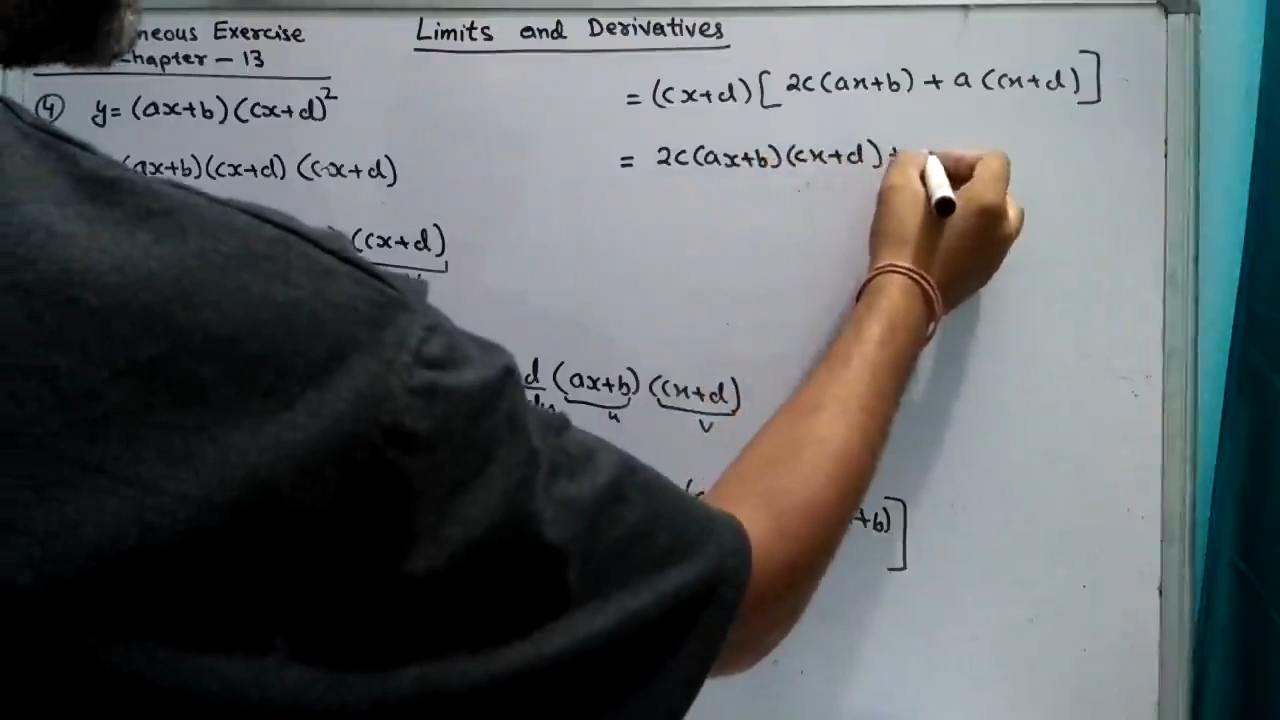 Limits and Derivatives
neous Exercise
hapter - 13
④ y = (ax+b)(cx+d)²
(ax+b)(cx+d) (cx+d)
(cx+d)
d (ax+b) (cx+d)
u v
+b)]
= (cx+d)[2c(ax+b) + a(cx+d)]
= 2c(ax+b)(cx+d) +